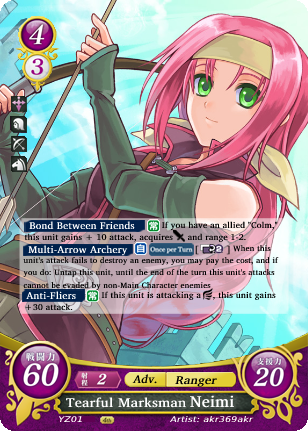 4
3
Bond Between Friends 常 If you have an allied "Colm,"
this unit gains + 10 attack, acquires and range 1-2.
Multi-Arrow Archery 自 Once per Turn [ 2 ] When this
unit's attack fails to destroy an enemy, you may pay the cost, and if
you do: Untap this unit, until the end of the turn this unit's attacks
cannot be evaded by non-Main Character enemies
Anti-Fliers 常 If this unit is attacking a , this unit gains
+30 attack.
戦闘力
60
射程 2
Adv.
Ranger
支援力
20
Tearful Marksman Neimi
YZ01
Artist: akr369akr